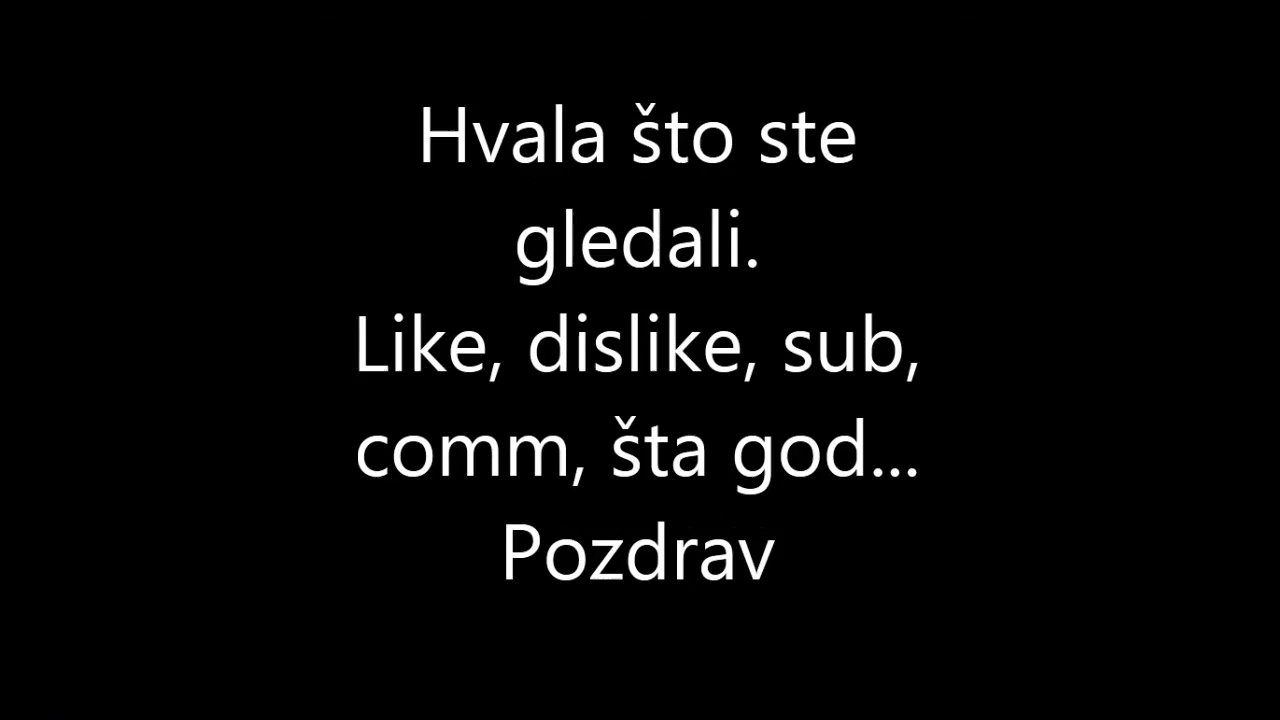 Hvala što ste
gledali.
Like, dislike, sub,
comm, šta god...
Pozdrav